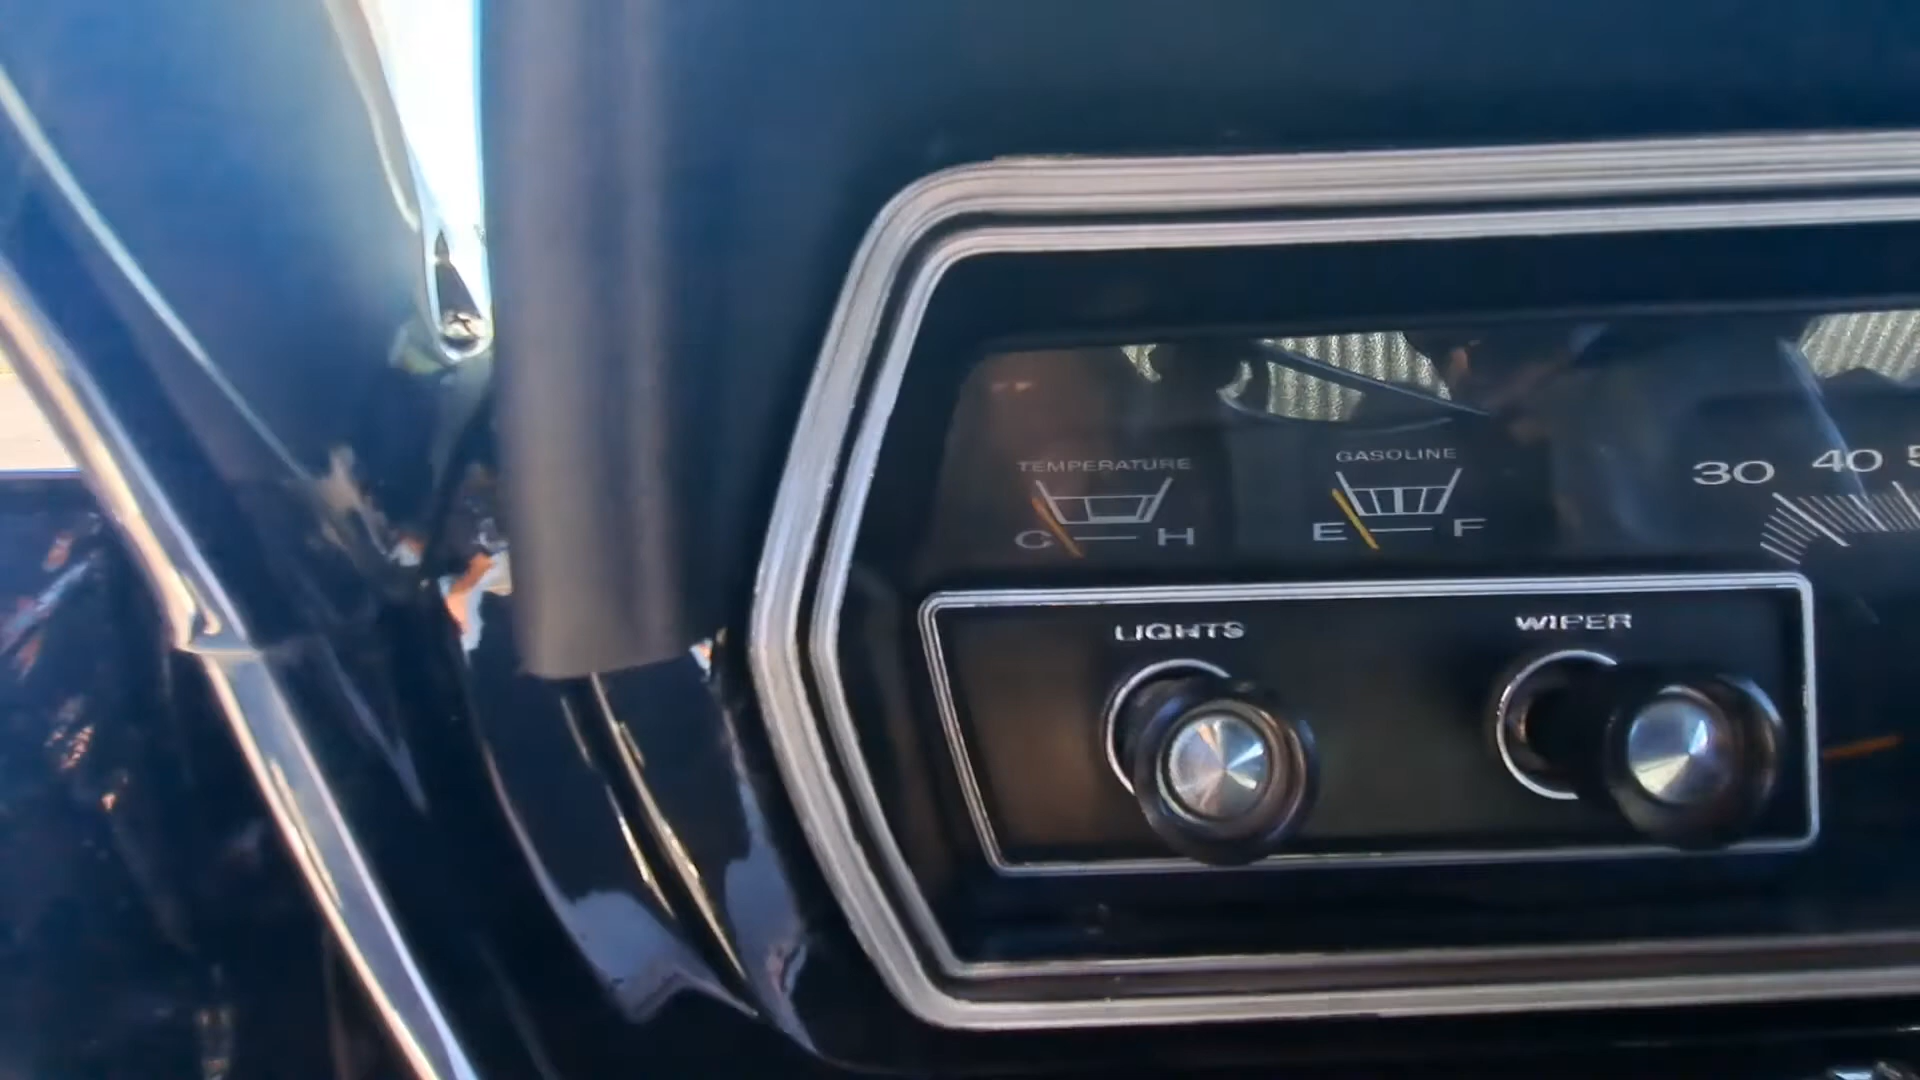 TEMPERATURE
C H
GASOLINE
E F
30 40
LIGHTS
WIPER